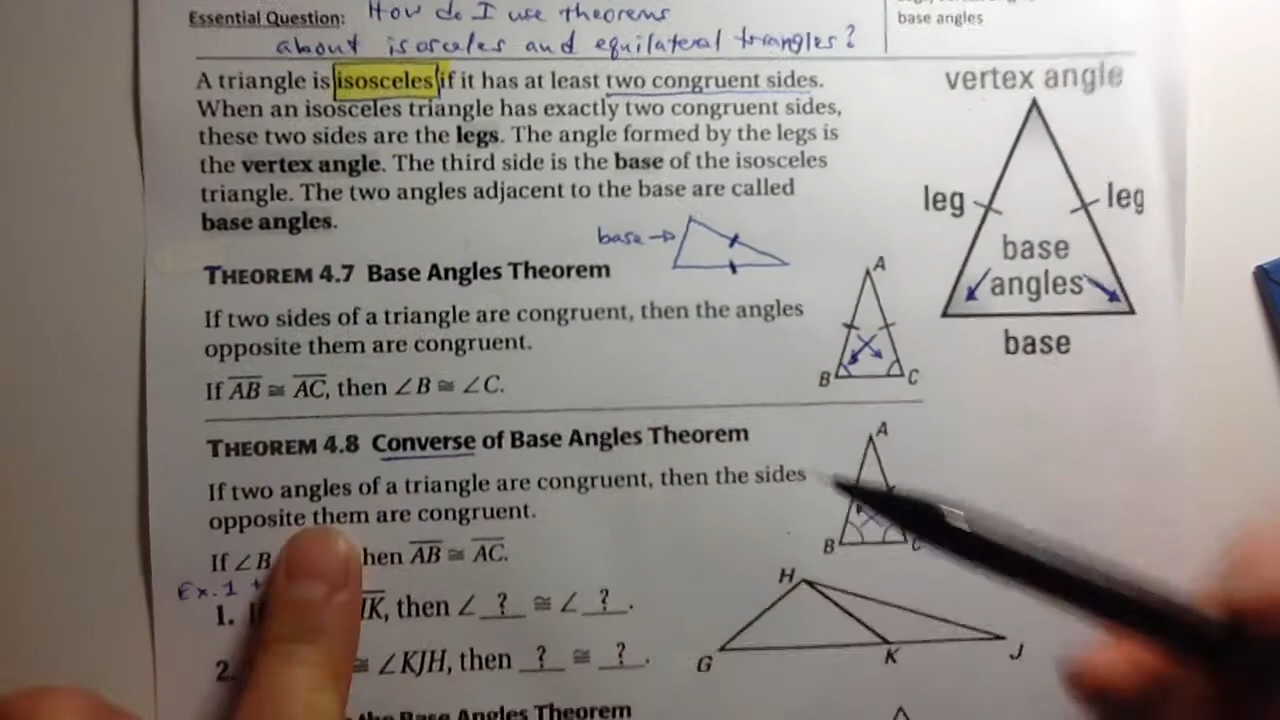 Essential Question: How do I use theorems
about isosceles and equilateral triangles?
base angles
A triangle is isosceles if it has at least two congruent sides.
When an isosceles triangle has exactly two congruent sides,
these two sides are the legs. The angle formed by the legs is
the vertex angle. The third side is the base of the isosceles
triangle. The two angles adjacent to the base are called
base angles.
vertex angle
leg
leg
base
angles
base
base →
THEOREM 4.7 Base Angles Theorem
If two sides of a triangle are congruent, then the angles
opposite them are congruent.
If A̅B̅ ≅ A̅C̅, then ∠B ≅ ∠C.
A
B
C
THEOREM 4.8 Converse of Base Angles Theorem
If two angles of a triangle are congruent, then the sides
opposite them are congruent.
If ∠B hen A̅B̅ ≅ A̅C̅.
A
B
C
Ex. 1
1. K̅, then ∠ ? ≅ ∠ ? .
2. ≅ ∠KJH, then ? ≅ ? .
H
G
K
J
the Base Angles Theorem